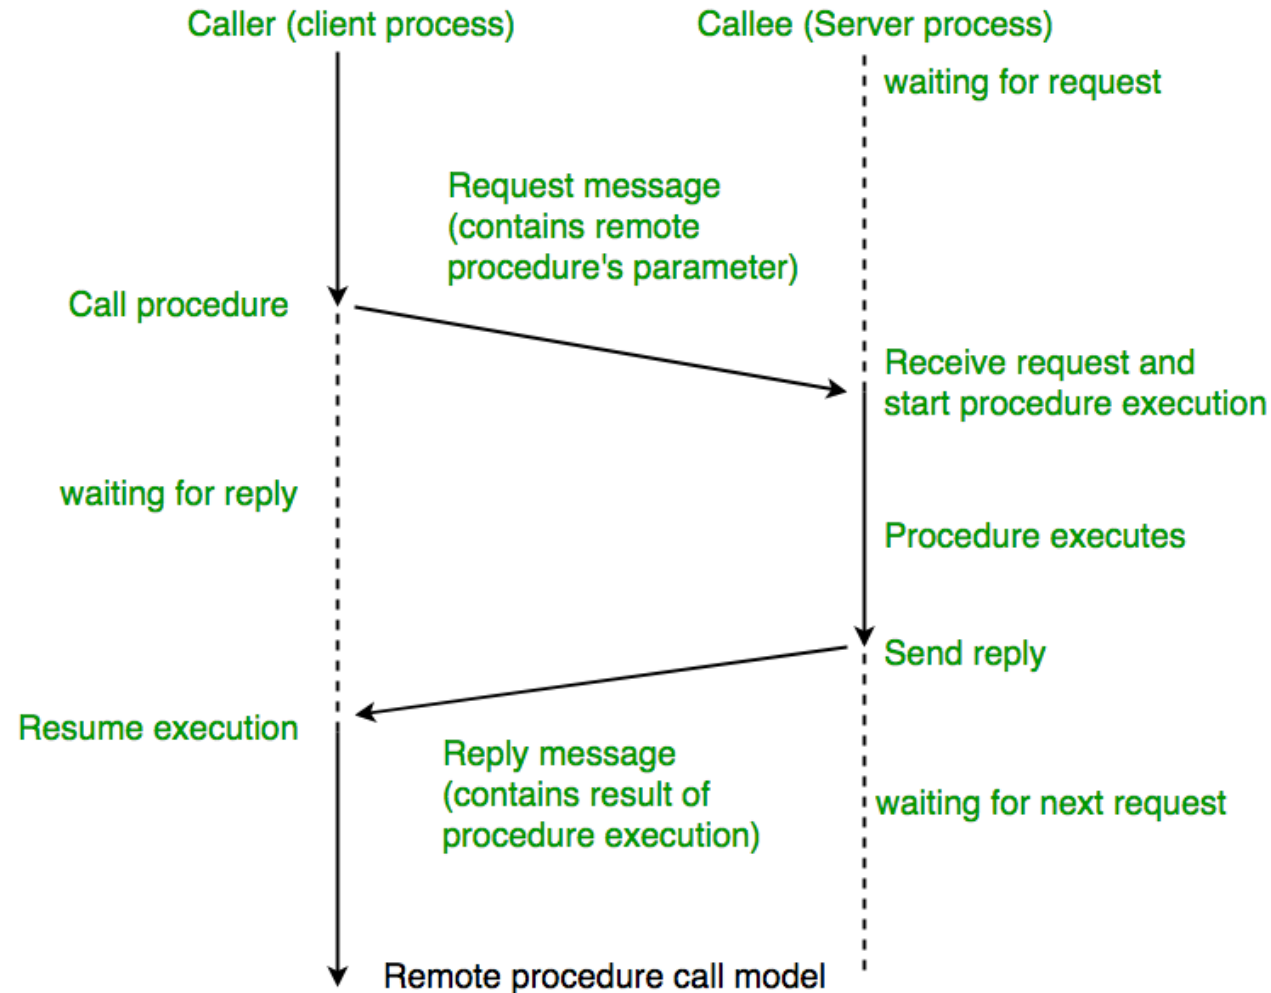 Caller (client process)
Callee (Server process)
waiting for request
Request message
(contains remote
procedure's parameter)
Call procedure
Receive request and
start procedure execution
waiting for reply
Procedure executes
Send reply
Resume execution
Reply message
(contains result of
procedure execution)
waiting for next request
Remote procedure call model